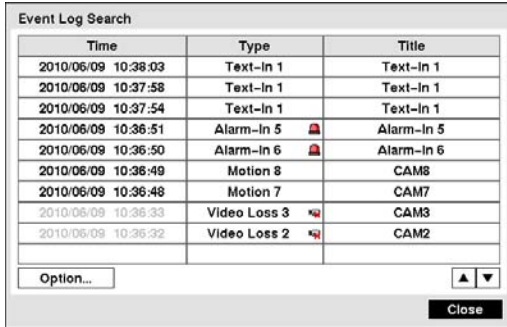 Event Log Search
Time Type Title
2010/06/09 10:38:03 Text-In 1 Text-In 1
2010/06/09 10:37:58 Text-In 1 Text-In 1
2010/06/09 10:37:54 Text-In 1 Text-In 1
2010/06/09 10:36:51 Alarm-In 5 Alarm-In 5
2010/06/09 10:36:50 Alarm-In 6 Alarm-In 6
2010/06/09 10:36:49 Motion 8 CAM8
2010/06/09 10:36:48 Motion 7 CAM7
2010/06/09 10:36:33 Video Loss 3 CAM3
2010/06/09 10:36:32 Video Loss 2 CAM2
Option...
Close